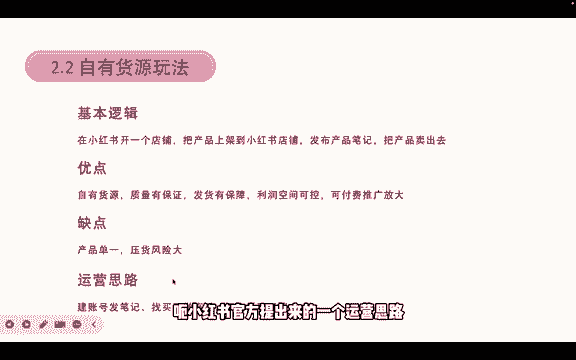 2.2 自有货源玩法
基本逻辑
在小红书开一个店铺，把产品上架到小红书店铺，发布产品笔记，把产品卖出去
优点
自有货源，质量有保证，发货有保障、利润空间可控，可付费推广放大
缺点
产品单一，压货风险大
运营思路
建账号发笔记、找买
呃小红书官方提出来的一个运营思路